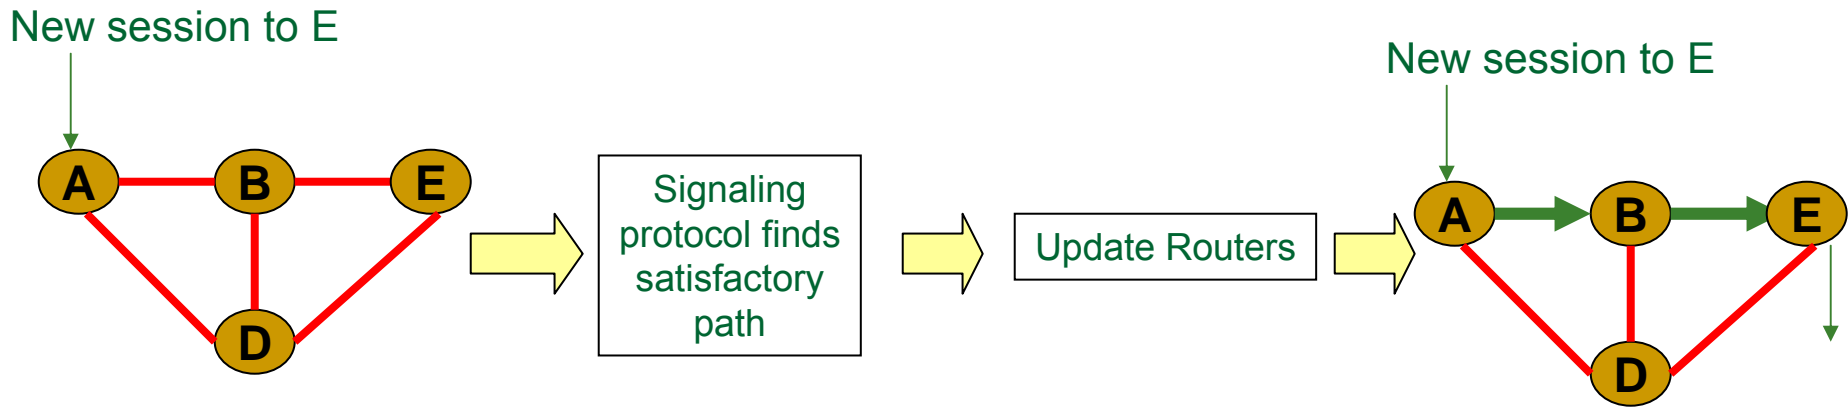 New session to E
A
B
E
D
Signaling
protocol finds
satisfactory
path
Update Routers
New session to E
A
B
E
D